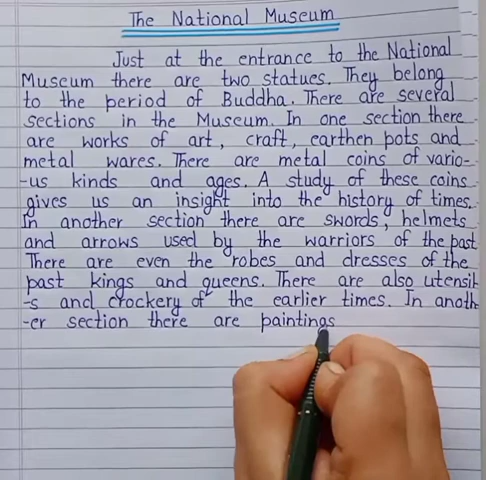 The National Museum
Just at the entrance to the National
Museum there are two statues. They belong
to the period of Buddha. There are several
sections in the Museum. In one section there
are works of art, craft, earthen pots and
metal wares. There are metal coins of vario-
-us kinds and ages. A study of these coins
gives us an insight into the history of times.
In another section there are swords, helmets
and arrows used by the warriors of the past
There are even the robes and dresses of the
past kings and queens. There are also utensil
-s and crockery of the earlier times. In anoth-
-er section there are paintings